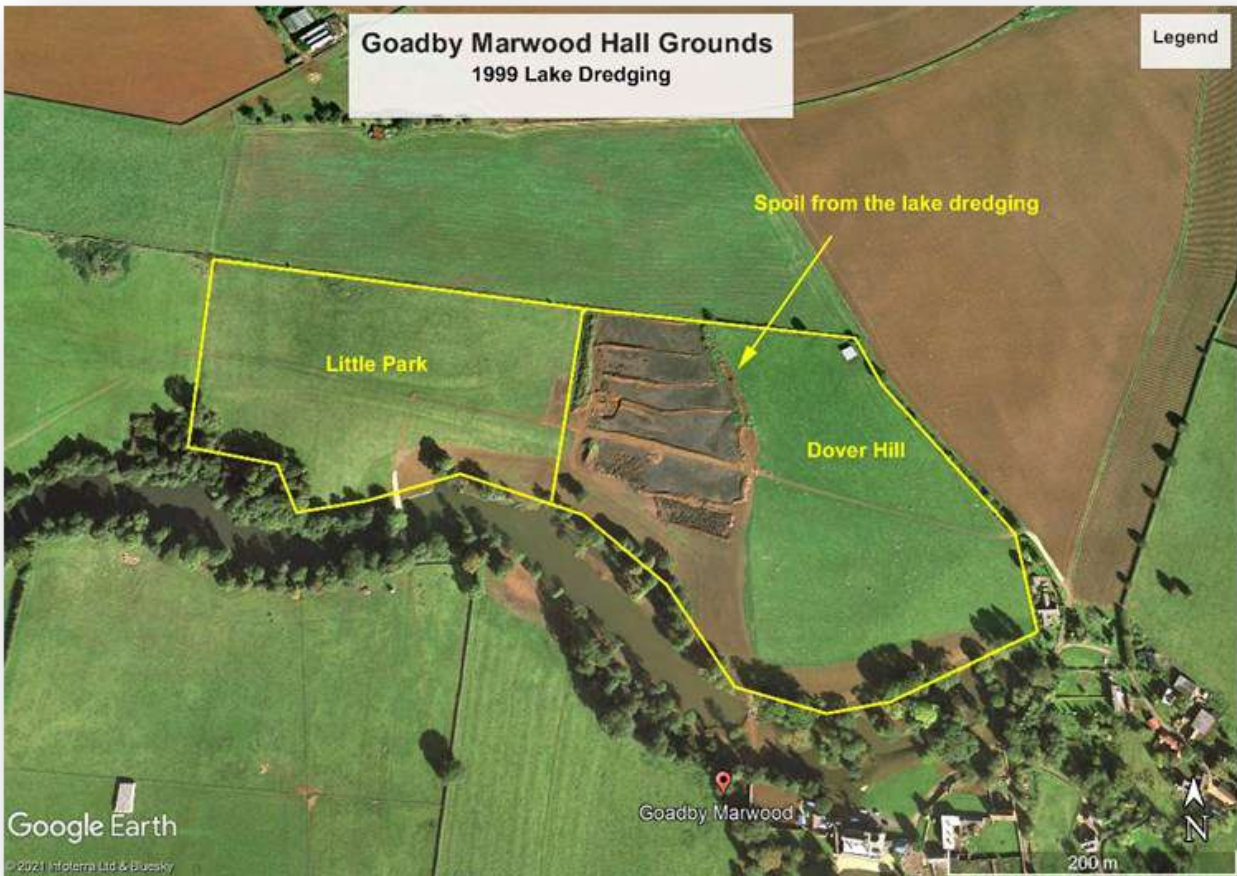 Goadby Marwood Hall Grounds
1999 Lake Dredging
Legend
Spoil from the lake dredging
Little Park
Dover Hill
Goadby Marwood
Google Earth
© 2021 Infoterra Ltd & Bluesky
N
200 m